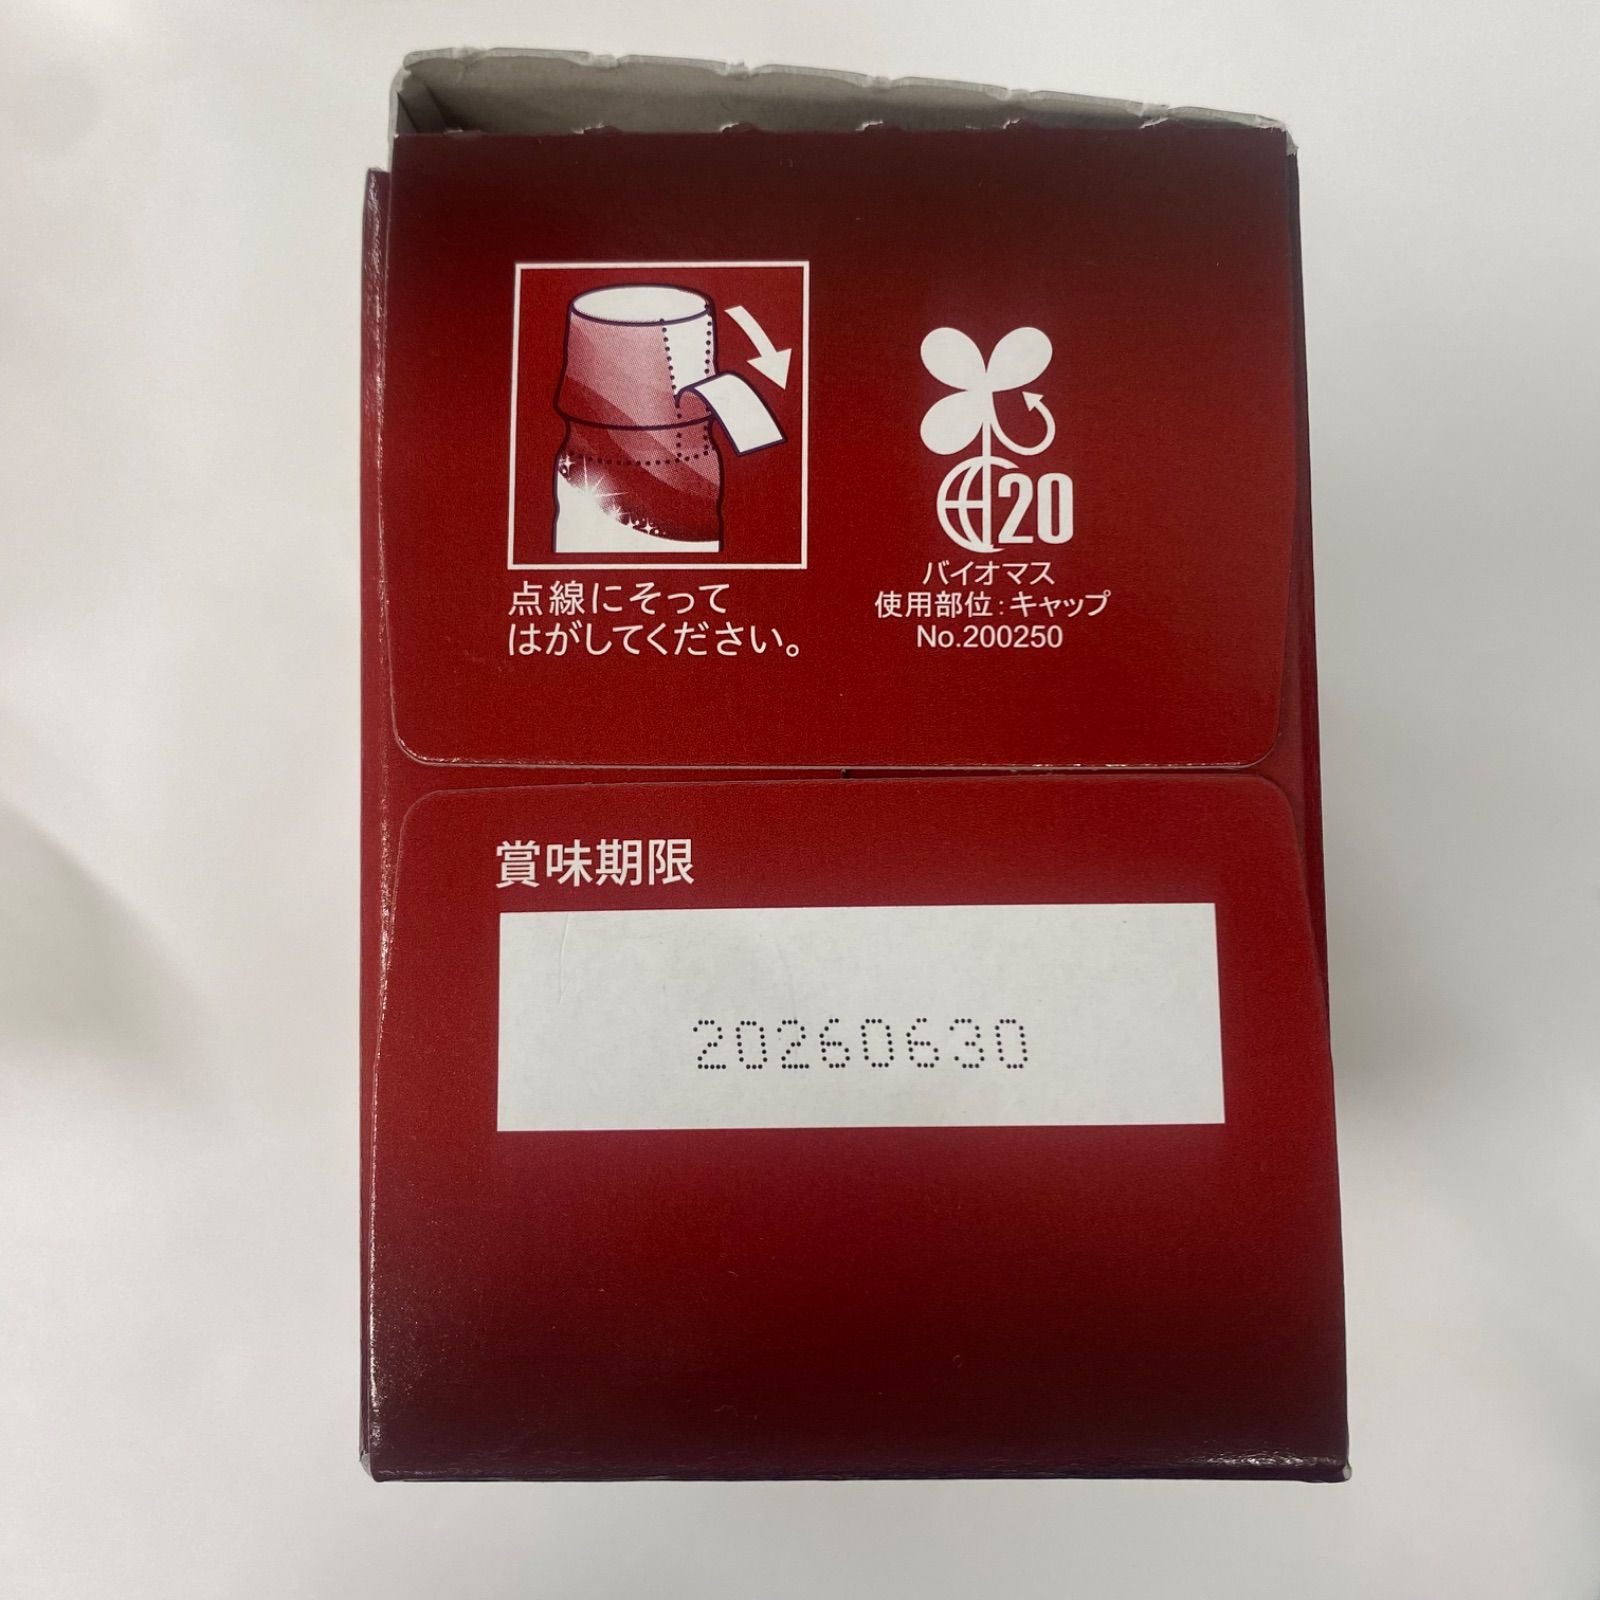 20
バイオマス
使用部位:キャップ
No.200250
点線にそって
はがしてください。
賞味期限
20260630